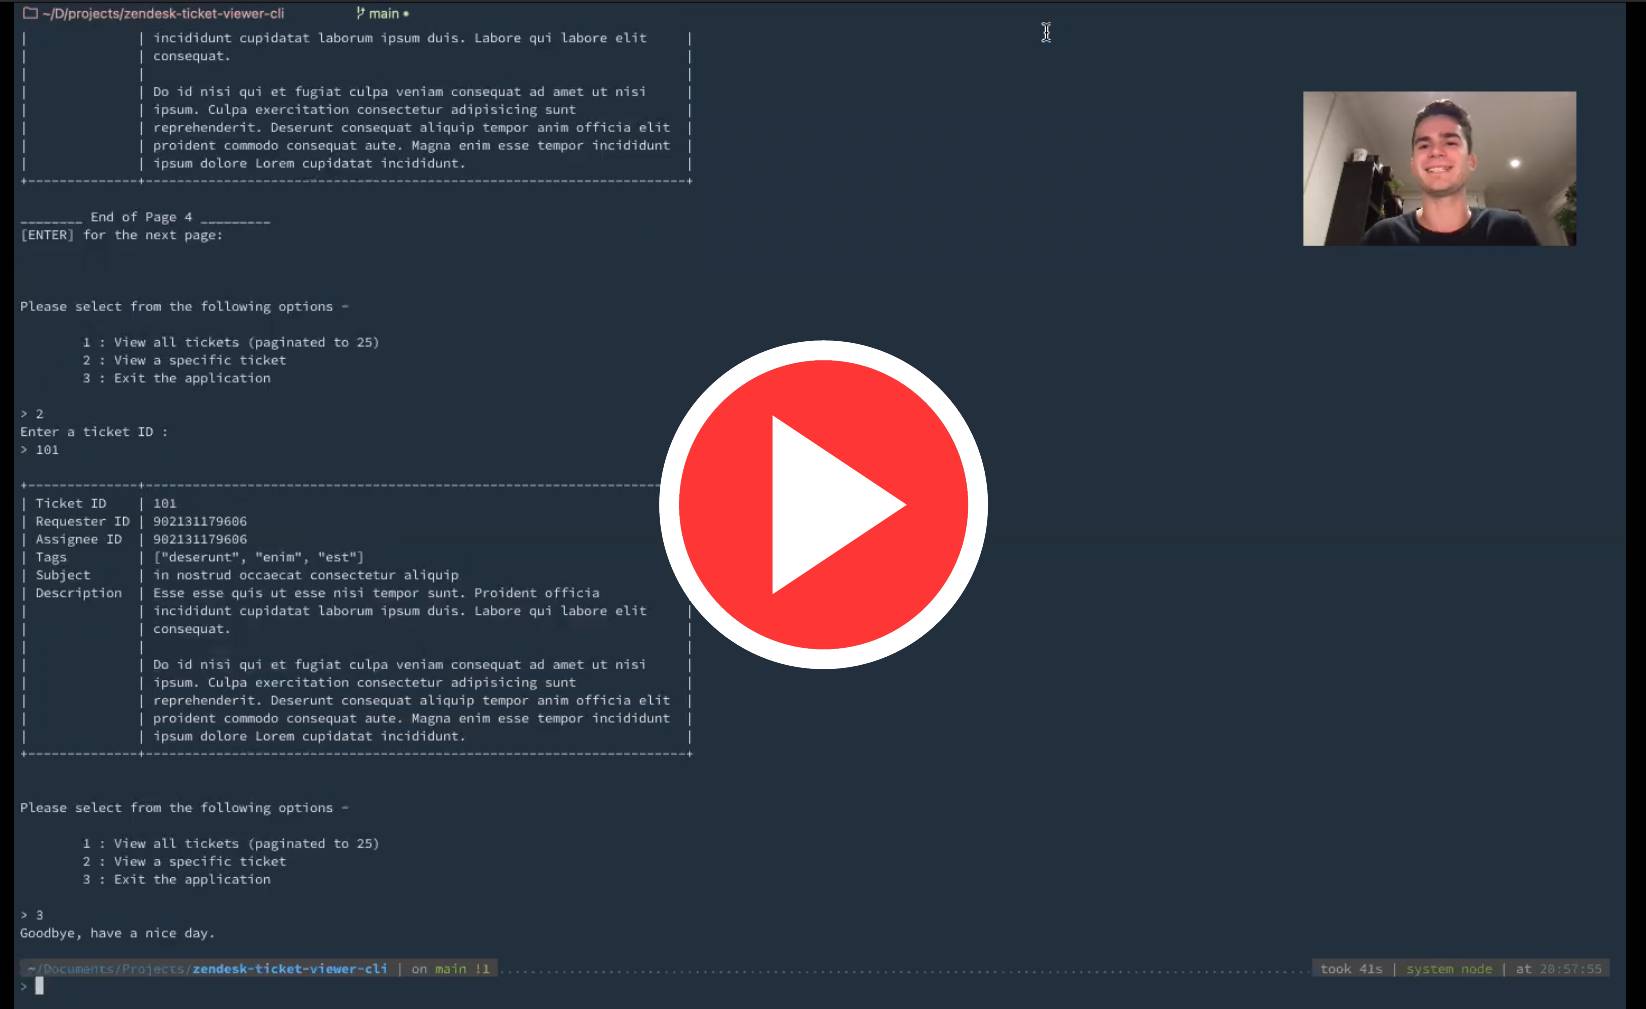 ~/D/projects/zendesk-ticket-viewer-cli main
| | incididunt cupidatat laborum ipsum duis. Labore qui labore elit |
| | consequat. |
| | |
| | Do id nisi qui et fugiat culpa veniam consequat ad amet ut nisi |
| | ipsum. Culpa exercitation consectetur adipisicing sunt |
| | reprehenderit. Deserunt consequat aliquip tempor anim officia elit |
| | proident commodo consequat aute. Magna enim esse tempor incididunt |
| | ipsum dolore Lorem cupidatat incididunt. |
+--------------+---------------------------------------------------------------------+
________ End of Page 4 _________
[ENTER] for the next page:
Please select from the following options -
1 : View all tickets (paginated to 25)
2 : View a specific ticket
3 : Exit the application
> 2
Enter a ticket ID :
> 101
+--------------+------------------------------------------------------------------
| Ticket ID | 101
| Requester ID | 902131179606
| Assignee ID | 902131179606
| Tags | ["deserunt", "enim", "est"]
| Subject | in nostrud occaecat consectetur aliquip
| Description | Esse esse quis ut esse nisi tempor sunt. Proident officia
| | incididunt cupidatat laborum ipsum duis. Labore qui labore elit |
| | consequat. |
| | |
| | Do id nisi qui et fugiat culpa veniam consequat ad amet ut nisi |
| | ipsum. Culpa exercitation consectetur adipisicing sunt |
| | reprehenderit. Deserunt consequat aliquip tempor anim officia elit |
| | proident commodo consequat aute. Magna enim esse tempor incididunt |
| | ipsum dolore Lorem cupidatat incididunt. |
+--------------+---------------------------------------------------------------------+
Please select from the following options -
1 : View all tickets (paginated to 25)
2 : View a specific ticket
3 : Exit the application
> 3
Goodbye, have a nice day.
~/Documents/Projects/zendesk-ticket-viewer-cli | on main !1 took 41s | system node | at 20:57:55
>